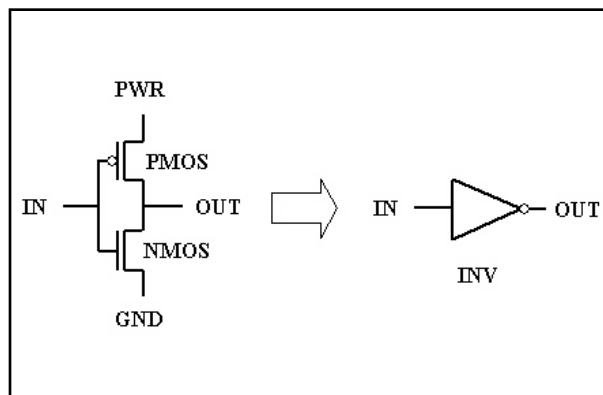 PWR
PMOS
IN
OUT
NMOS
GND
IN
OUT
INV